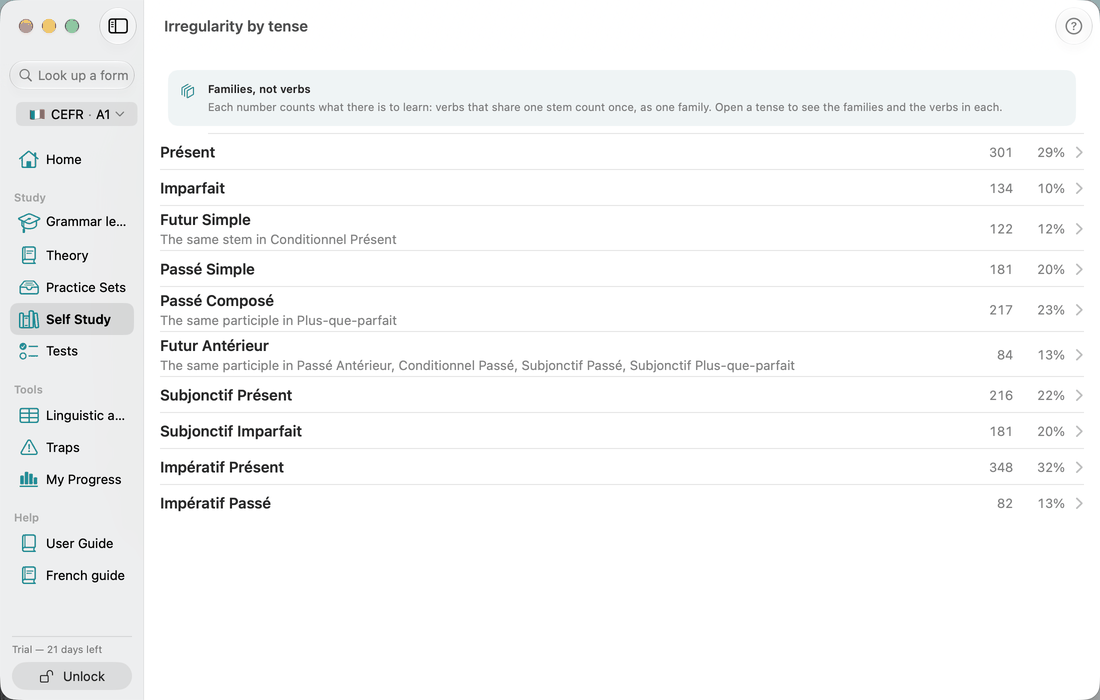 Irregularity by tense
Look up a form
CEFR · A1
Home
Study
Grammar le...
Theory
Practice Sets
Self Study
Tests
Tools
Linguistic a...
Traps
My Progress
Help
User Guide
French guide
Trial — 21 days left
Unlock
Families, not verbs
Each number counts what there is to learn: verbs that share one stem count once, as one family. Open a tense to see the families and the verbs in each.
Présent 301 29%
Imparfait 134 10%
Futur Simple
The same stem in Conditionnel Présent
122 12%
Passé Simple 181 20%
Passé Composé
The same participle in Plus-que-parfait
217 23%
Futur Antérieur
The same participle in Passé Antérieur, Conditionnel Passé, Subjonctif Passé, Subjonctif Plus-que-parfait
84 13%
Subjonctif Présent 216 22%
Subjonctif Imparfait 181 20%
Impératif Présent 348 32%
Impératif Passé 82 13%